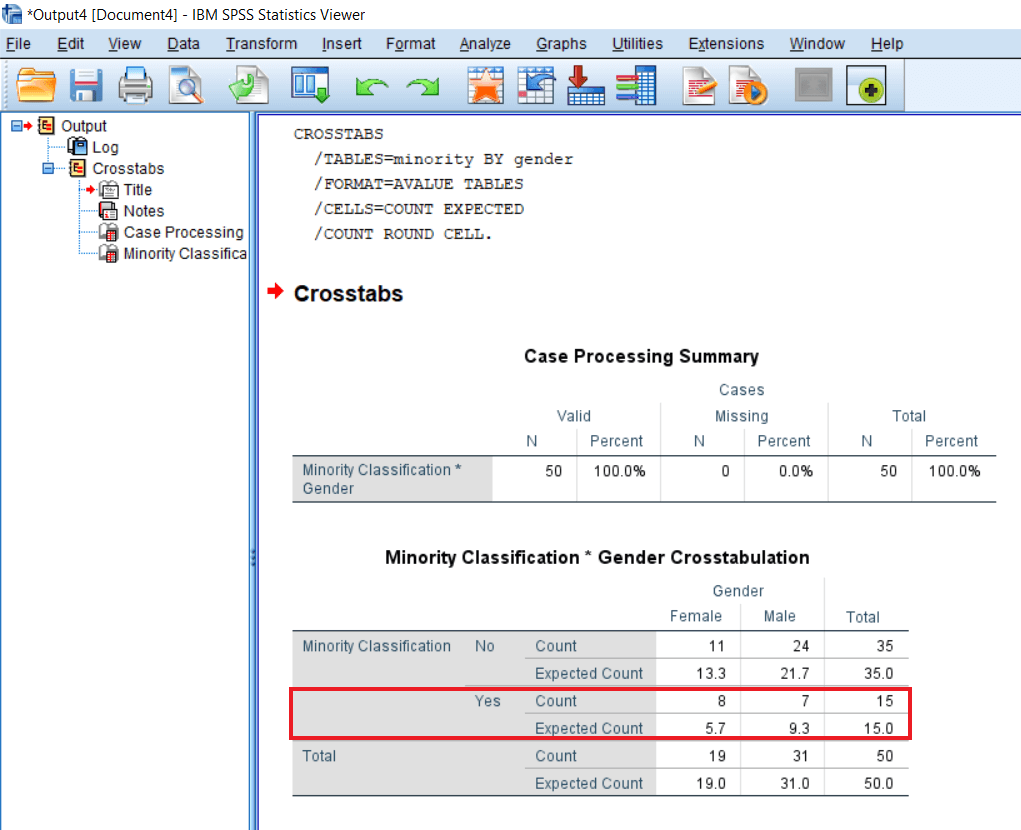 *Output4 [Document4] - IBM SPSS Statistics Viewer
File Edit View Data Transform Insert Format Analyze Graphs Utilities Extensions Window Help
Output
Log
Crosstabs
Title
Notes
Case Processing
Minority Classifica
CROSSTABS
/TABLES=minority BY gender
/FORMAT=AVALUE TABLES
/CELLS=COUNT EXPECTED
/COUNT ROUND CELL.
Crosstabs
Case Processing Summary
Cases
Valid Missing Total
N Percent N Percent N Percent
Minority Classification * 50 100.0% 0 0.0% 50 100.0%
Gender
Minority Classification * Gender Crosstabulation
Gender
Female Male Total
Minority Classification No Count 11 24 35
Expected Count 13.3 21.7 35.0
Yes Count 8 7 15
Expected Count 5.7 9.3 15.0
Total Count 19 31 50
Expected Count 19.0 31.0 50.0